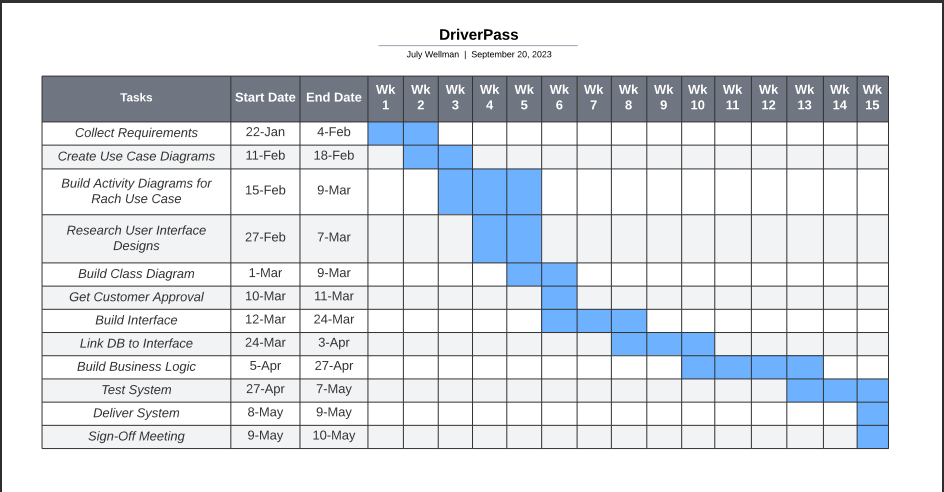 DriverPass
July Wellman | September 20, 2023
Tasks Start Date End Date Wk 1 Wk 2 Wk 3 Wk 4 Wk 5 Wk 6 Wk 7 Wk 8 Wk 9 Wk 10 Wk 11 Wk 12 Wk 13 Wk 14 Wk 15
Collect Requirements 22-Jan 4-Feb
Create Use Case Diagrams 11-Feb 18-Feb
Build Activity Diagrams for
Rach Use Case 15-Feb 9-Mar
Research User Interface
Designs 27-Feb 7-Mar
Build Class Diagram 1-Mar 9-Mar
Get Customer Approval 10-Mar 11-Mar
Build Interface 12-Mar 24-Mar
Link DB to Interface 24-Mar 3-Apr
Build Business Logic 5-Apr 27-Apr
Test System 27-Apr 7-May
Deliver System 8-May 9-May
Sign-Off Meeting 9-May 10-May